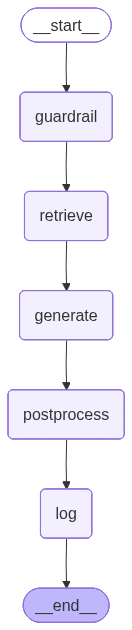 __start__
guardrail
retrieve
generate
postprocess
log
__end__